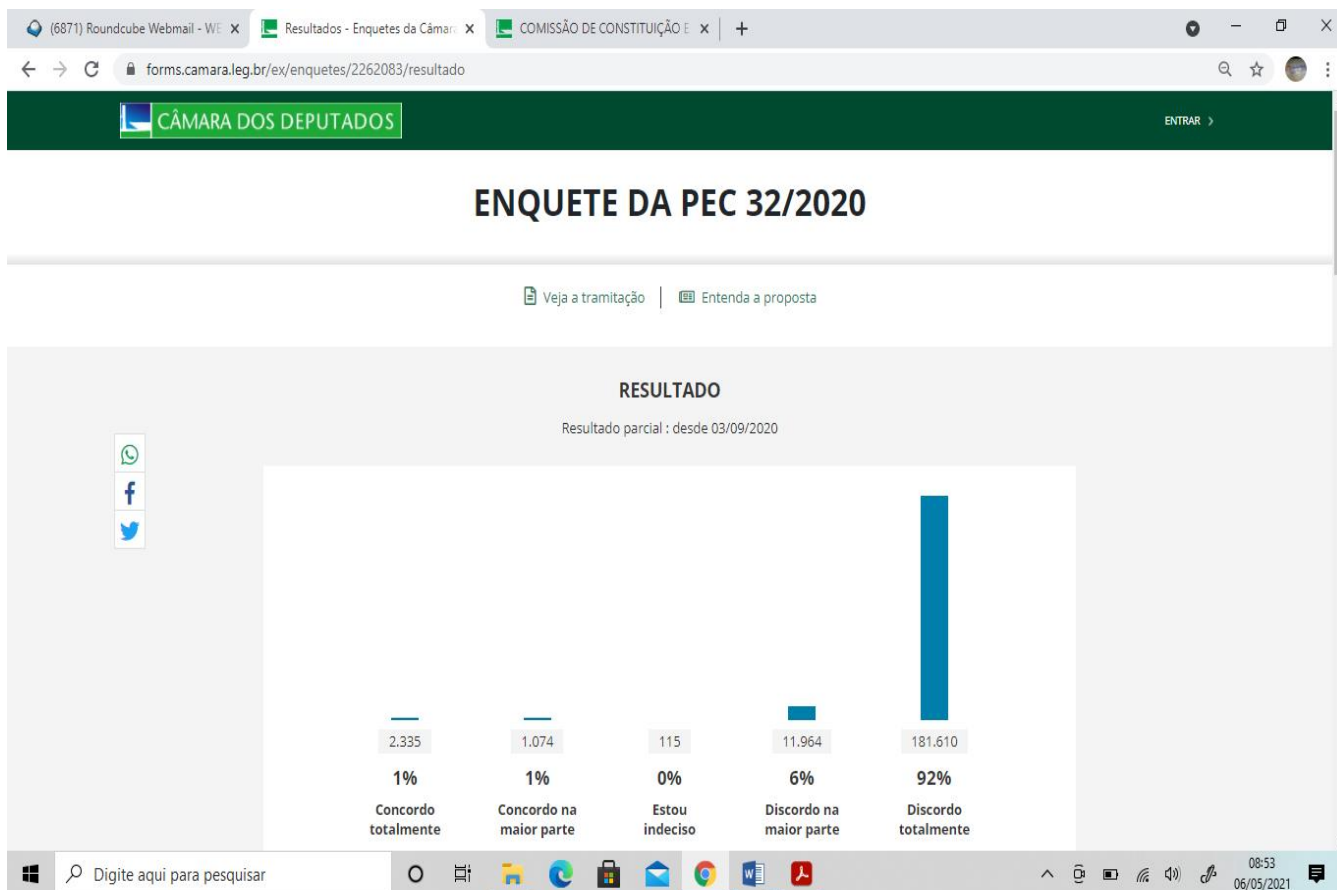 (6871) Roundcube Webmail - WE
Resultados - Enquetes da Câmar
COMISSÃO DE CONSTITUIÇÃO E
forms.camara.leg.br/ex/enquetes/2262083/resultado
CÂMARA DOS DEPUTADOS
ENTRAR >
ENQUETE DA PEC 32/2020
Veja a tramitação
Entenda a proposta
RESULTADO
Resultado parcial : desde 03/09/2020
2.335 1.074 115 11.964 181.610
1% 1% 0% 6% 92%
Concordo totalmente
Concordo na maior parte
Estou indeciso
Discordo na maior parte
Discordo totalmente
Digite aqui para pesquisar
08:53
06/05/2021